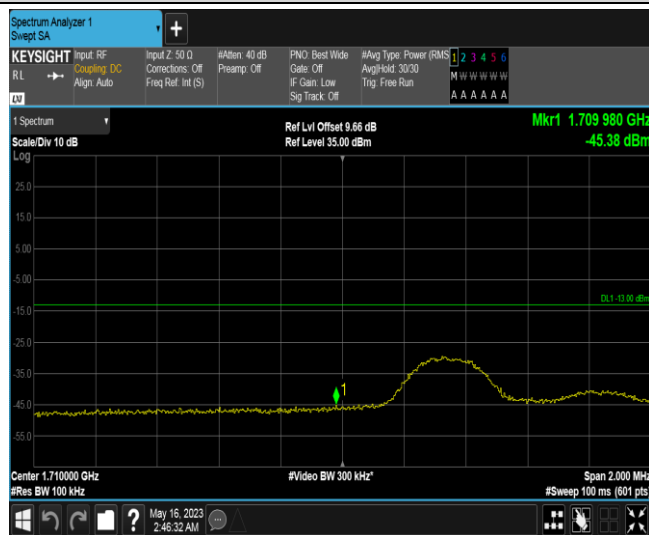 Spectrum Analyzer 1
Swept SA
+
KEYSIGHT Input: RF Input Z: 50 Ω #Atten: 40 dB PNO: Best Wide #Avg Type: Power (RMS 1 2 3 4 5 6
RL Coupling: DC Corrections: Off Preamp: Off Gate: Off Avg|Hold: 30/30 M W W W W W
Align: Auto Freq Ref: Int (S) IF Gain: Low Trig: Free Run
Sig Track: Off A A A A A A
LXI
1 Spectrum Ref Lvl Offset 9.66 dB Mkr1 1.709 980 GHz
Scale/Div 10 dB Ref Level 35.00 dBm -45.38 dBm
Log
25.0
15.0
5.00
-5.00
DL1 -13.00 dBm
-15.0
-25.0
-35.0
1
-45.0
-55.0
Center 1.710000 GHz #Video BW 300 kHz* Span 2.000 MHz
#Res BW 100 kHz #Sweep 100 ms (601 pts)
? May 16, 2023
2:46:32 AM